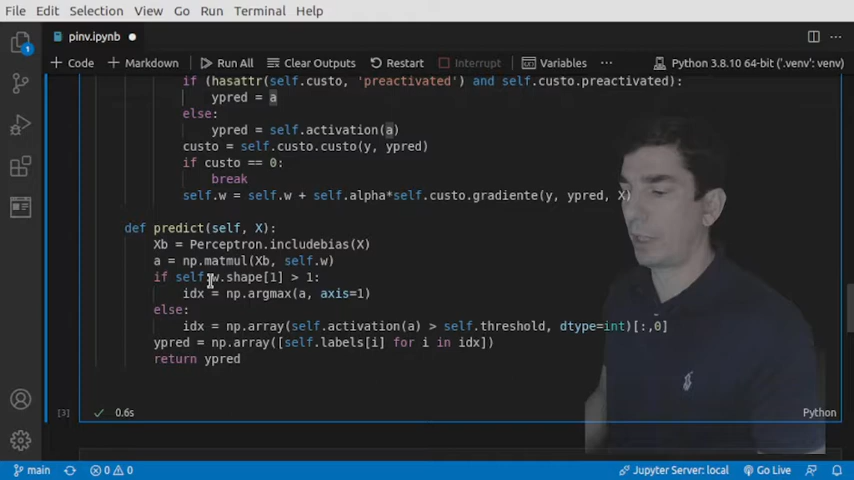 File Edit Selection View Go Run Terminal Help
pinv.ipynb
+ Code + Markdown Run All Clear Outputs Restart Interrupt Variables ··· Python 3.8.10 64-bit ('.venv': venv)
if (hasattr(self.custo, 'preactivated') and self.custo.preactivated):
ypred = a
else:
ypred = self.activation(a)
custo = self.custo.custo(y, ypred)
if custo == 0:
break
self.w = self.w + self.alpha*self.custo.gradiente(y, ypred, X)
def predict(self, X):
Xb = Perceptron.includebias(X)
a = np.matmul(Xb, self.w)
if self.w.shape[1] > 1:
idx = np.argmax(a, axis=1)
else:
idx = np.array(self.activation(a) > self.threshold, dtype=int)[:,0]
ypred = np.array([self.labels[i] for i in idx])
return ypred
[3] 0.6s Python
1
main 0 0 Jupyter Server: local Go Live